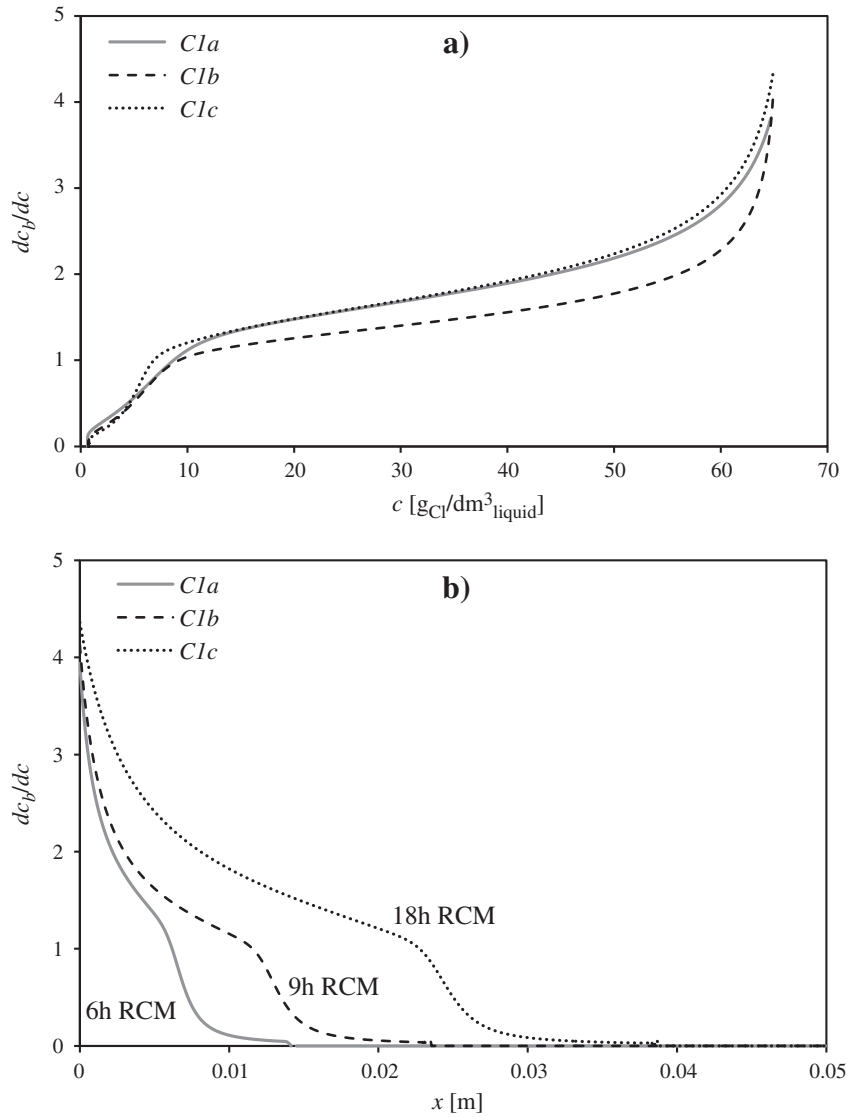 a)
C1a
C1b
C1c
5
4
3
2
1
0
dc_b/dc
0 10 20 30 40 50 60 70
c [g_Cl/dm³_liquid]
b)
C1a
C1b
C1c
5
4
3
2
1
0
dc_b/dc
18h RCM
9h RCM
6h RCM
0 0.01 0.02 0.03 0.04 0.05
x [m]